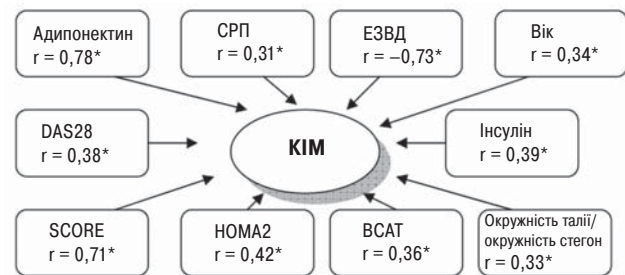 Адипонектин
r = 0,78*
СРП
r = 0,31*
ЕЗВД
r = −0,73*
Вік
r = 0,34*
DAS28
r = 0,38*
КІМ
Інсулін
r = 0,39*
SCORE
r = 0,71*
HOMA2
r = 0,42*
ВСАТ
r = 0,36*
Окружність талії/
окружність стегон
r = 0,33*